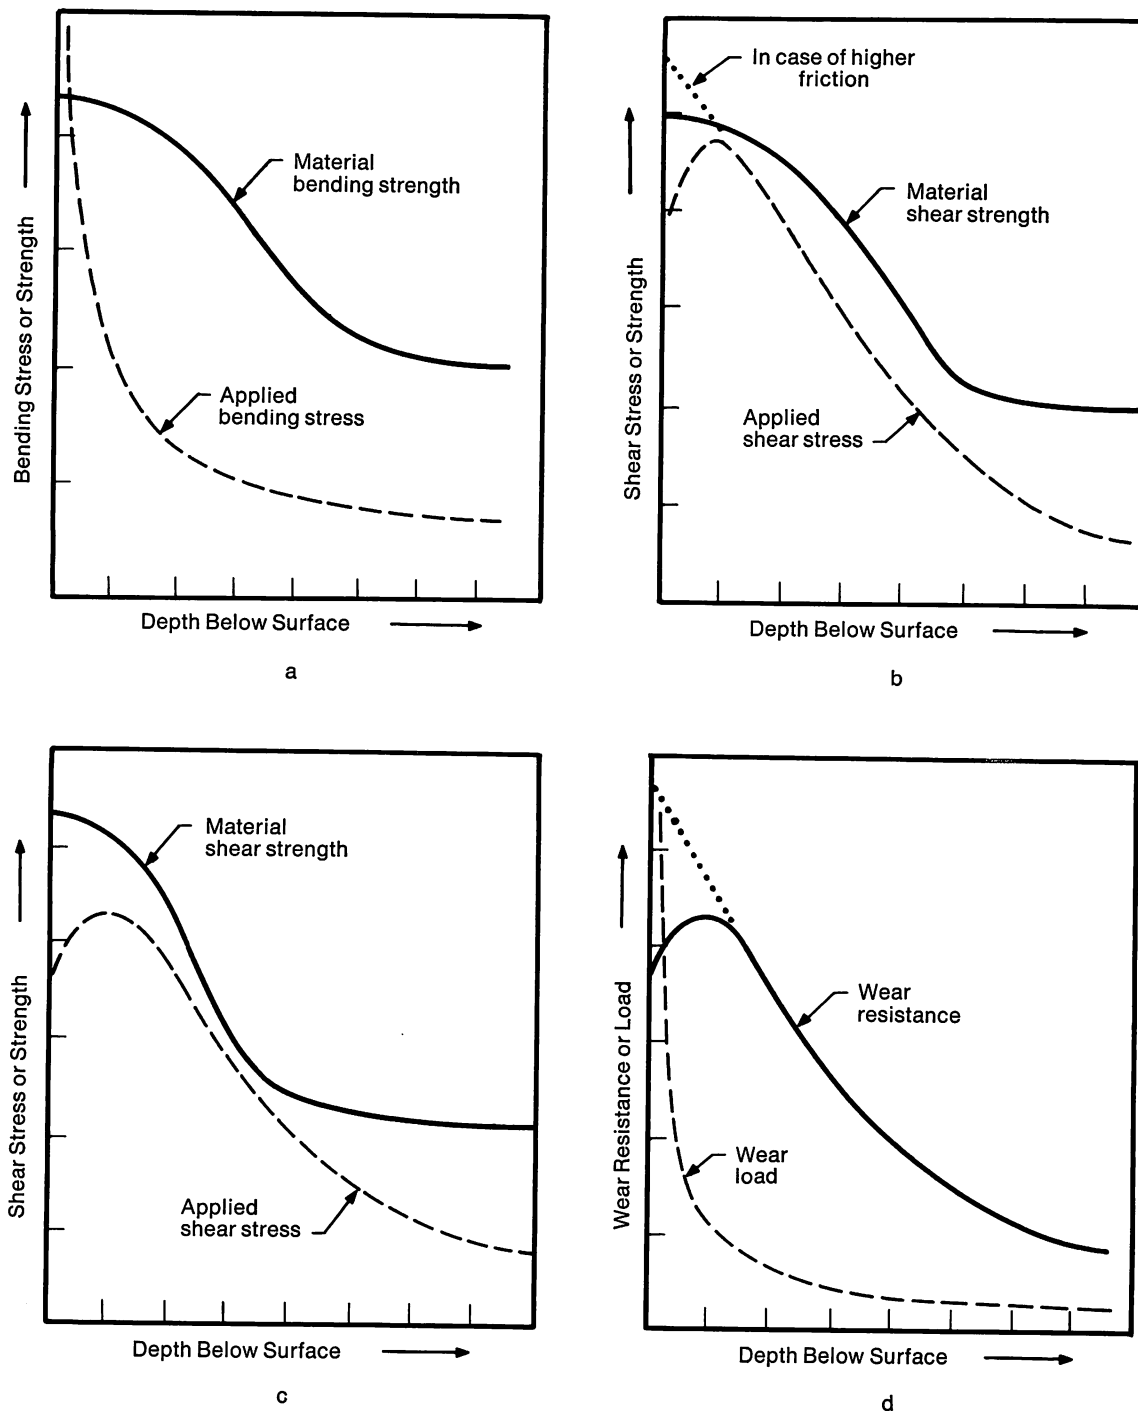 Bending Stress or Strength
Material
bending strength
Applied
bending stress
Depth Below Surface
a
Shear Stress or Strength
In case of higher
friction
Material
shear strength
Applied
shear stress
Depth Below Surface
b
Shear Stress or Strength
Material
shear strength
Applied
shear stress
Depth Below Surface
c
Wear Resistance or Load
Wear
resistance
Wear
load
Depth Below Surface
d